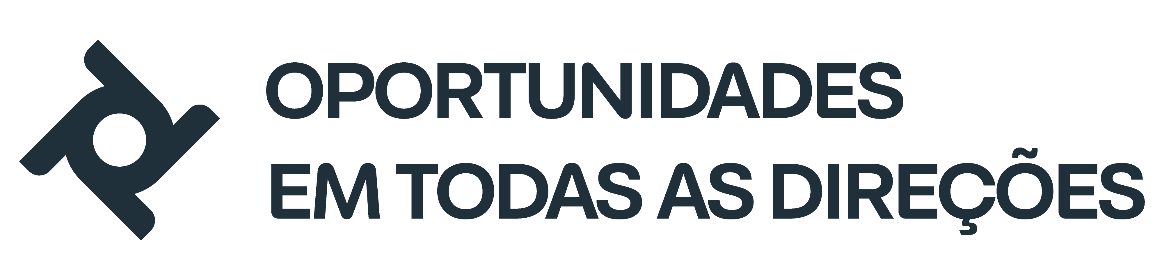 OPORTUNIDADES
EM TODAS AS DIREÇÕES